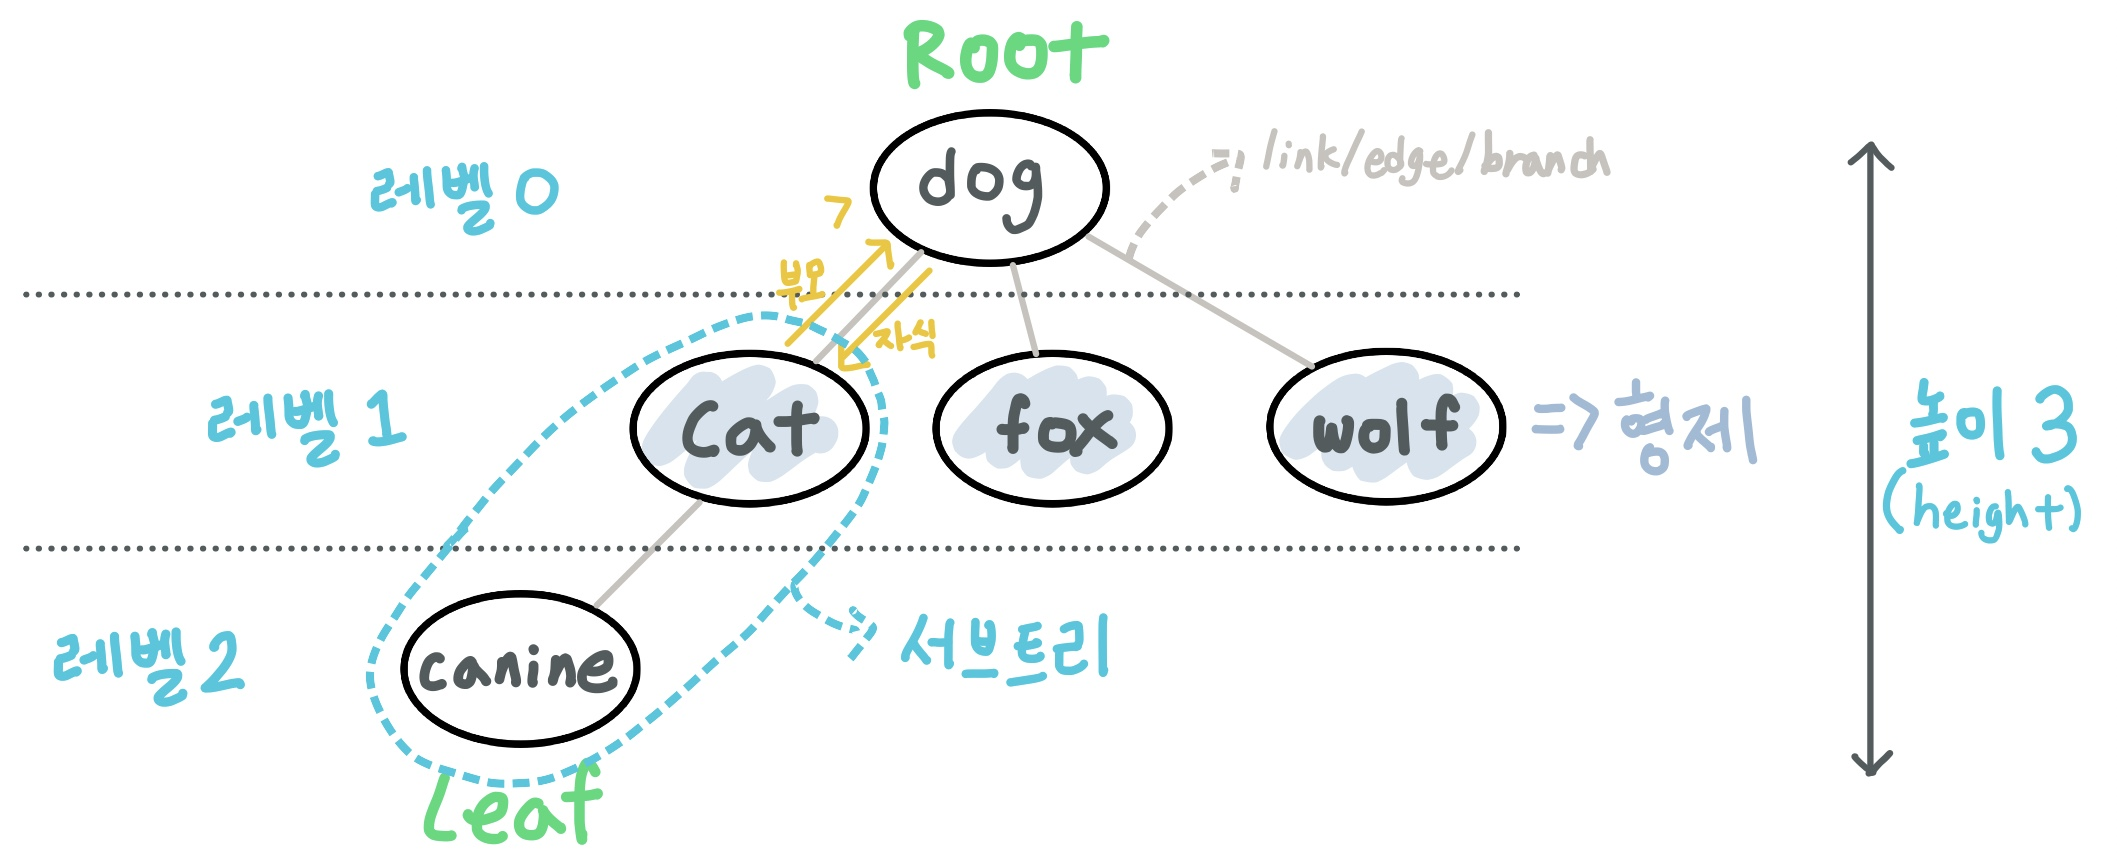 Root
레벨 0
dog
=> link/edge/branch
부모
자식
레벨 1
Cat
fox
wolf
=> 형제
높이 3
(height)
레벨 2
canine
서브트리
Leaf